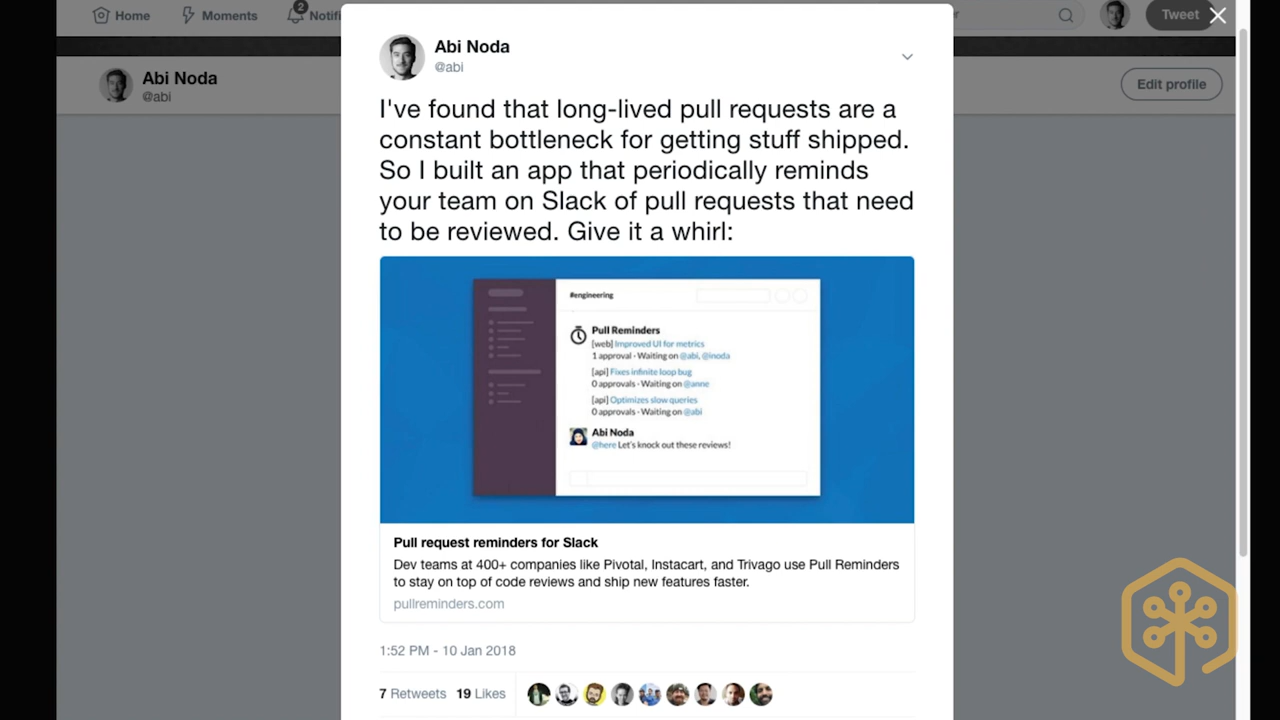 Home
Moments
2
Notifi
Tweet
Abi Noda
@abi
Edit profile
Abi Noda
@abi
I've found that long-lived pull requests are a
constant bottleneck for getting stuff shipped.
So I built an app that periodically reminds
your team on Slack of pull requests that need
to be reviewed. Give it a whirl:
#engineering
Pull Reminders
[web] Improved UI for metrics
1 approval - Waiting on @abi, @inoda
[api] Fixes infinite loop bug
0 approvals - Waiting on @anne
[api] Optimizes slow queries
0 approvals - Waiting on @abi
Abi Noda
@here Let's knock out these reviews!
Pull request reminders for Slack
Dev teams at 400+ companies like Pivotal, Instacart, and Trivago use Pull Reminders
to stay on top of code reviews and ship new features faster.
pullreminders.com
1:52 PM - 10 Jan 2018
7 Retweets 19 Likes